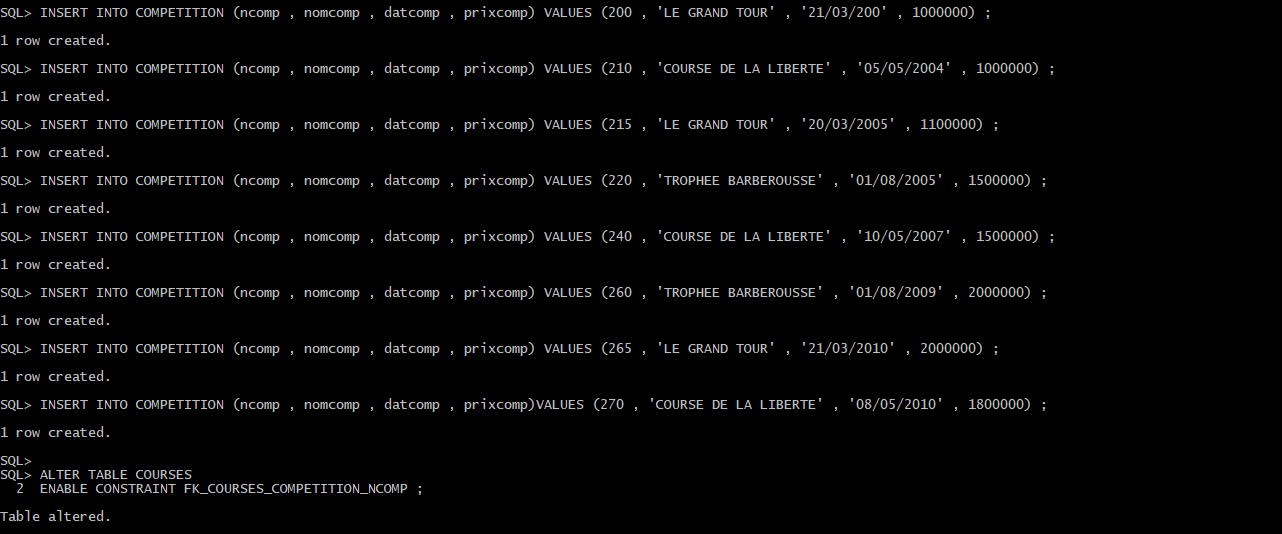 SQL> INSERT INTO COMPETITION (ncomp , nomcomp , datcomp , prixcomp) VALUES (200 , 'LE GRAND TOUR' , '21/03/200' , 1000000) ;
1 row created.
SQL> INSERT INTO COMPETITION (ncomp , nomcomp , datcomp , prixcomp) VALUES (210 , 'COURSE DE LA LIBERTE' , '05/05/2004' , 1000000) ;
1 row created.
SQL> INSERT INTO COMPETITION (ncomp , nomcomp , datcomp , prixcomp) VALUES (215 , 'LE GRAND TOUR' , '20/03/2005' , 1100000) ;
1 row created.
SQL> INSERT INTO COMPETITION (ncomp , nomcomp , datcomp , prixcomp) VALUES (220 , 'TROPHEE BARBEROUSSE' , '01/08/2005' , 1500000) ;
1 row created.
SQL> INSERT INTO COMPETITION (ncomp , nomcomp , datcomp , prixcomp) VALUES (240 , 'COURSE DE LA LIBERTE' , '10/05/2007' , 1500000) ;
1 row created.
SQL> INSERT INTO COMPETITION (ncomp , nomcomp , datcomp , prixcomp) VALUES (260 , 'TROPHEE BARBEROUSSE' , '01/08/2009' , 2000000) ;
1 row created.
SQL> INSERT INTO COMPETITION (ncomp , nomcomp , datcomp , prixcomp) VALUES (265 , 'LE GRAND TOUR' , '21/03/2010' , 2000000) ;
1 row created.
SQL> INSERT INTO COMPETITION (ncomp , nomcomp , datcomp , prixcomp)VALUES (270 , 'COURSE DE LA LIBERTE' , '08/05/2010' , 1800000) ;
1 row created.
SQL>
SQL> ALTER TABLE COURSES
2 ENABLE CONSTRAINT FK_COURSES_COMPETITION_NCOMP ;
Table altered.